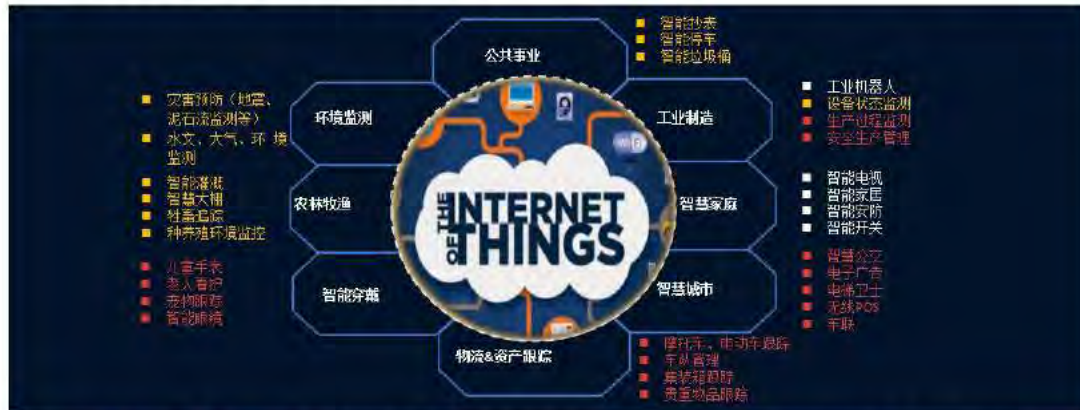 公共事业
智能抄表
智能停车
智能垃圾桶
环境监测
灾害预防（地震、
泥石流监测等）
水文、大气、环 境
监测
工业制造
工业机器人
设备状态监测
生产过程监测
安全生产管理
农林牧渔
智能灌溉
智慧大棚
牲畜追踪
种养殖环境监控
THE INTERNET
OF THINGS
智慧家庭
智能电视
智能家居
智能安防
智能开关
智能穿戴
儿童手表
老人看护
宠物跟踪
智能眼镜
智慧城市
智慧公交
电子广告
电梯卫士
无线POS
车联
物流&资产跟踪
摩托车、电动车跟踪
车队管理
集装箱跟踪
贵重物品跟踪